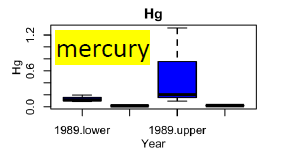 Hg
mercury
Hg
0.0
0.6
1.2
1989.lower
1989.upper
Year